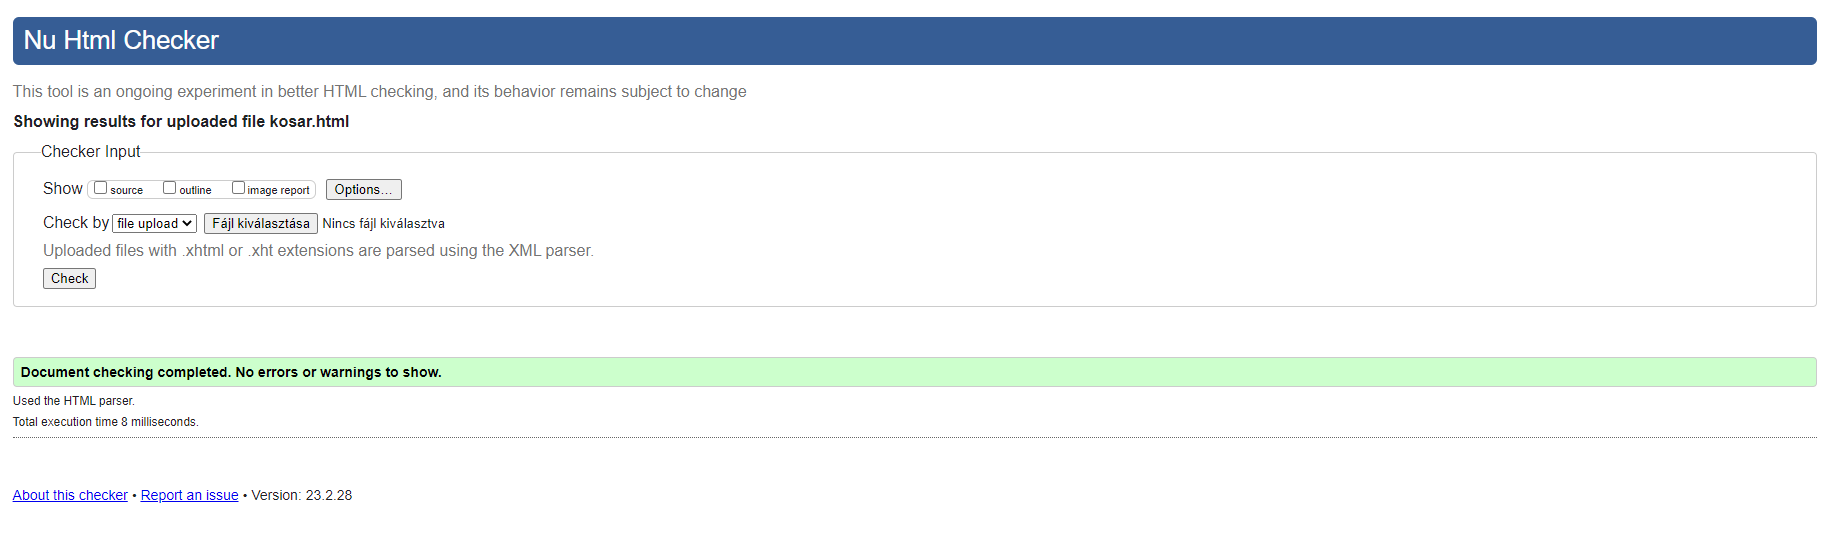 Nu Html Checker
This tool is an ongoing experiment in better HTML checking, and its behavior remains subject to change
Showing results for uploaded file kosar.html
Checker Input
Show source outline image report Options...
Check by file upload Fájl kiválasztása Nincs fájl kiválasztva
Uploaded files with .xhtml or .xht extensions are parsed using the XML parser.
Check
Document checking completed. No errors or warnings to show.
Used the HTML parser.
Total execution time 8 milliseconds.
About this checker • Report an issue • Version: 23.2.28